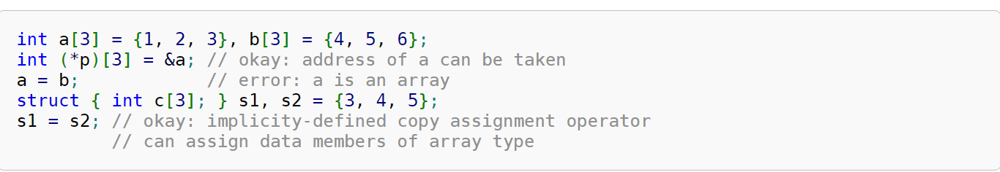 int a[3] = {1, 2, 3}, b[3] = {4, 5, 6};
int (*p)[3] = &a; // okay: address of a can be taken
a = b;            // error: a is an array
struct { int c[3]; } s1, s2 = {3, 4, 5};
s1 = s2; // okay: implicity-defined copy assignment operator
         // can assign data members of array type